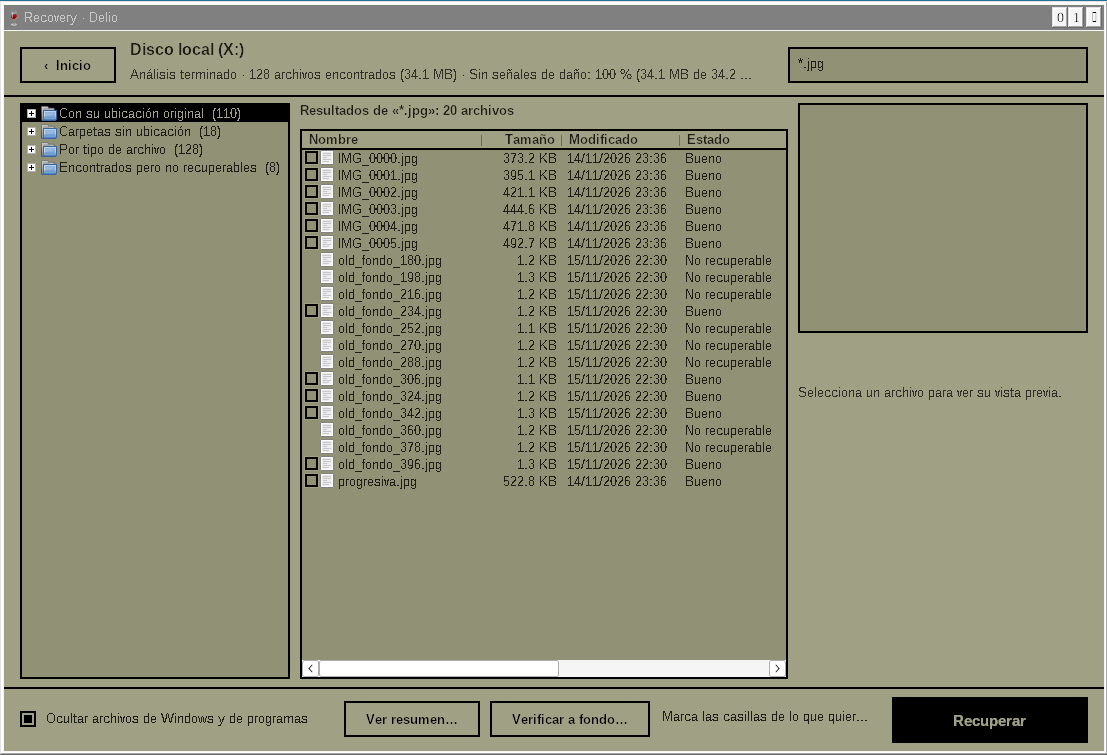 Recovery · Delio
0 1
‹ Inicio
Disco local (X:)
Análisis terminado · 128 archivos encontrados (34.1 MB) · Sin señales de daño: 100 % (34.1 MB de 34.2 ...
*.jpg
Con su ubicación original (110)
Carpetas sin ubicación (18)
Por tipo de archivo (128)
Encontrados pero no recuperables (8)
Resultados de «*.jpg»: 20 archivos
Nombre Tamaño Modificado Estado
IMG_0000.jpg 373.2 KB 14/11/2026 23:36 Bueno
IMG_0001.jpg 395.1 KB 14/11/2026 23:36 Bueno
IMG_0002.jpg 421.1 KB 14/11/2026 23:36 Bueno
IMG_0003.jpg 444.6 KB 14/11/2026 23:36 Bueno
IMG_0004.jpg 471.8 KB 14/11/2026 23:36 Bueno
IMG_0005.jpg 492.7 KB 14/11/2026 23:36 Bueno
old_fondo_180.jpg 1.2 KB 15/11/2026 22:30 No recuperable
old_fondo_198.jpg 1.3 KB 15/11/2026 22:30 No recuperable
old_fondo_216.jpg 1.2 KB 15/11/2026 22:30 No recuperable
old_fondo_234.jpg 1.2 KB 15/11/2026 22:30 Bueno
old_fondo_252.jpg 1.1 KB 15/11/2026 22:30 No recuperable
old_fondo_270.jpg 1.2 KB 15/11/2026 22:30 No recuperable
old_fondo_288.jpg 1.2 KB 15/11/2026 22:30 No recuperable
old_fondo_306.jpg 1.1 KB 15/11/2026 22:30 Bueno
old_fondo_324.jpg 1.2 KB 15/11/2026 22:30 Bueno
old_fondo_342.jpg 1.3 KB 15/11/2026 22:30 Bueno
old_fondo_360.jpg 1.2 KB 15/11/2026 22:30 No recuperable
old_fondo_378.jpg 1.2 KB 15/11/2026 22:30 No recuperable
old_fondo_396.jpg 1.3 KB 15/11/2026 22:30 Bueno
progresiva.jpg 522.8 KB 14/11/2026 23:36 Bueno
Selecciona un archivo para ver su vista previa.
Ocultar archivos de Windows y de programas
Ver resumen...
Verificar a fondo...
Marca las casillas de lo que quier...
Recuperar